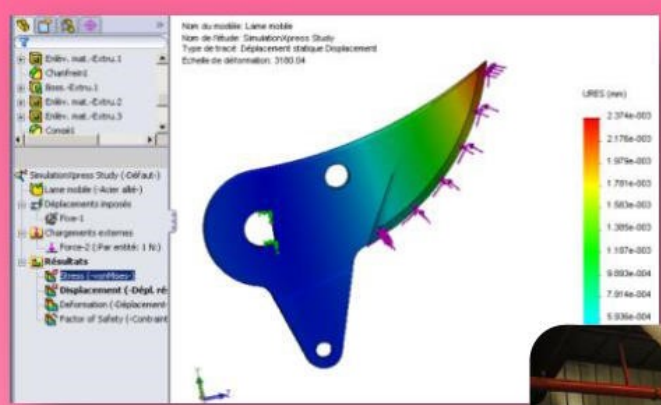 Nom du modèle: Lame mobile
Nom de l'étude: SimulationXpress Study
Type de tracé: Déplacement statique Displacement
Echelle de déformation: 3180.04
Enlèv. mat.-Extru.1
Chanfrein1
Boss.-Extru.1
Enlèv. mat.-Extru.2
Enlèv. mat.-Extru.3
Congé1
SimulationXpress Study (-Défaut-)
Lame mobile (-Acier allié-)
Déplacements imposés
Fixe-1
Chargements externes
Force-2 (:Par entité: 1 N:)
Résultats
Stress (-vonMises-)
Displacement (-Dépl. ré
Deformation (-Déplacement-
Factor of Safety (-Contraint
URES (mm)
2.374e-003
2.176e-003
1.979e-003
1.781e-003
1.583e-003
1.385e-003
1.187e-003
9.893e-004
7.914e-004
5.936e-004